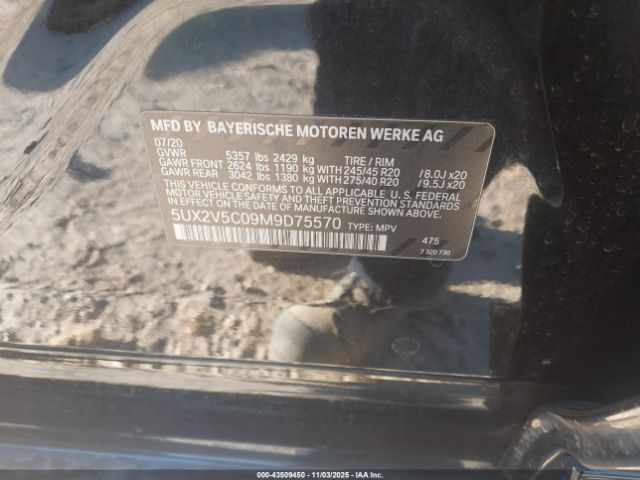 MFD BY BAYERISCHE MOTOREN WERKE AG
07/20
GVWR 5357 lbs 2429 kg TIRE / RIM
GAWR FRONT 2624 lbs 1190 kg WITH 245/45 R20 /8.0J x20
GAWR REAR 3042 lbs 1380 kg WITH 275/40 R20 /9.5J x20
THIS VEHICLE CONFORMS TO ALL APPLICABLE U. S. FEDERAL
MOTOR VEHICLE SAFETY AND THEFT PREVENTION
STANDARDS IN EFFECT ON THE DATE OF MANUFACTURE
SHOWN ABOVE.
5UX2V5C09M9D75570 TYPE: MPV
475
7 320 730
000-43509450 - 11/03/2025 - IAAI.com